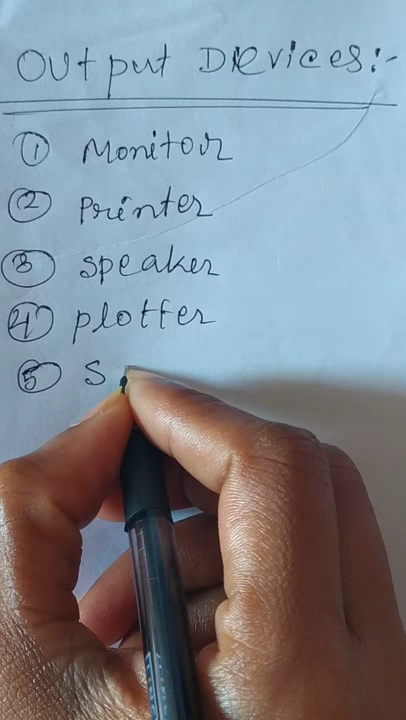 Output Devices:-
① Monitor
② Printer
③ speaker
④ plotter
⑤ S